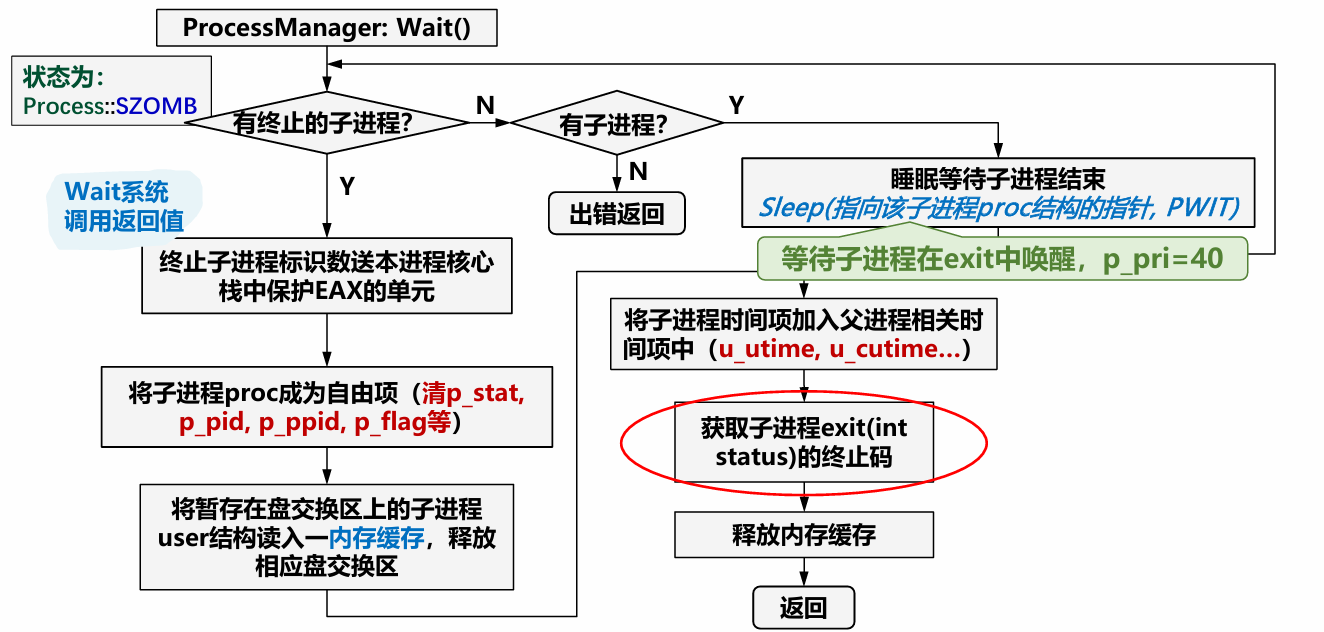 ProcessManager: Wait()
状态为：
Process::SZOMB
有终止的子进程？
N
有子进程？
Y
Y
N
出错返回
睡眠等待子进程结束
Sleep(指向该子进程proc结构的指针, PWIT)
等待子进程在exit中唤醒，p_pri=40
Wait系统
调用返回值
终止子进程标识数送本进程核心
栈中保护EAX的单元
将子进程proc成为自由项（清p_stat,
p_pid, p_ppid, p_flag等）
将暂存在盘交换区上的子进程
user结构读入一内存缓存，释放
相应盘交换区
将子进程时间项加入父进程相关时
间项中（u_utime, u_cutime…）
获取子进程exit(int
status)的终止码
释放内存缓存
返回